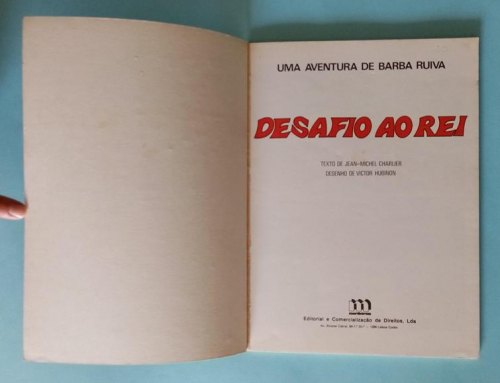 UMA AVENTURA DE BARBA RUIVA
DESAFIO AO REI
TEXTO DE JEAN-MICHEL CHARLIER
DESENHO DE VICTOR HUBINON
m
Editorial e Comercialização de Direitos, Lda